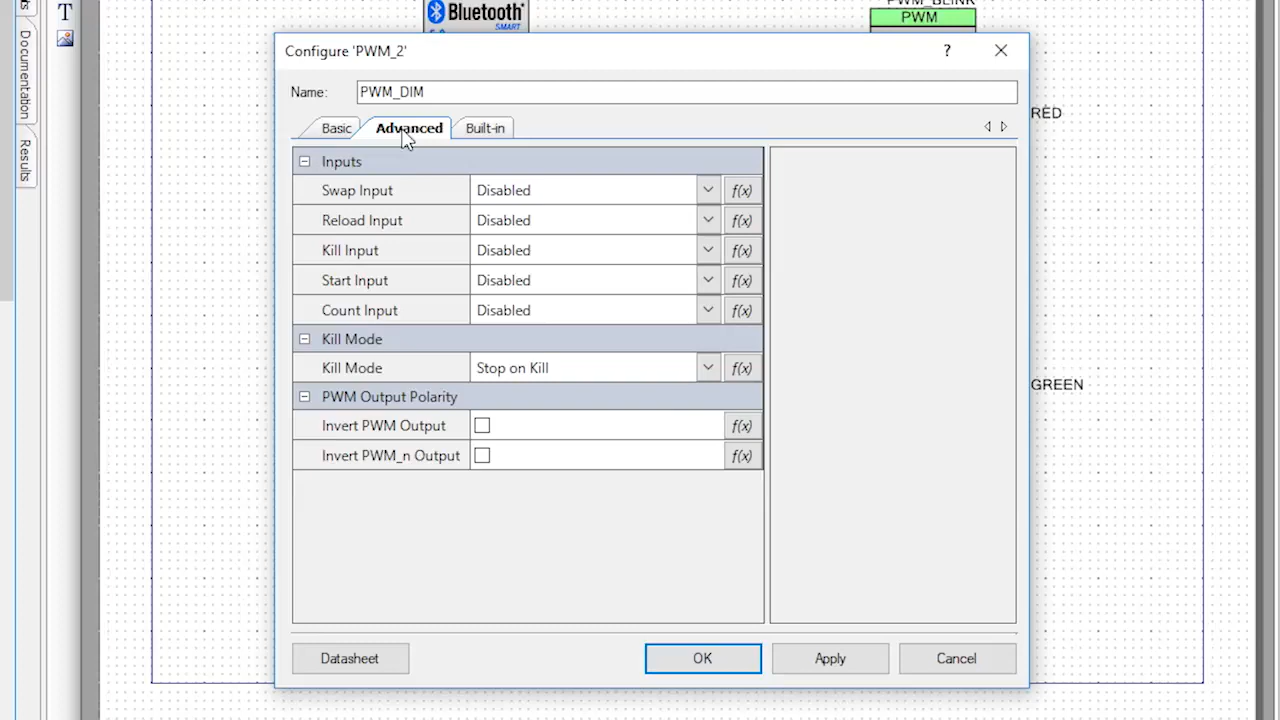 T
Bluetooth
SMART
PWM_BLINK
PWM
Configure 'PWM_2'
?
Name:
PWM_DIM
Documentation
RED
Basic
Advanced
Built-in
Inputs
Results
Swap Input Disabled f(x)
Reload Input Disabled f(x)
Kill Input Disabled f(x)
Start Input Disabled f(x)
Count Input Disabled f(x)
Kill Mode
Kill Mode Stop on Kill f(x)
GREEN
PWM Output Polarity
Invert PWM Output f(x)
Invert PWM_n Output f(x)
Datasheet
OK
Apply
Cancel